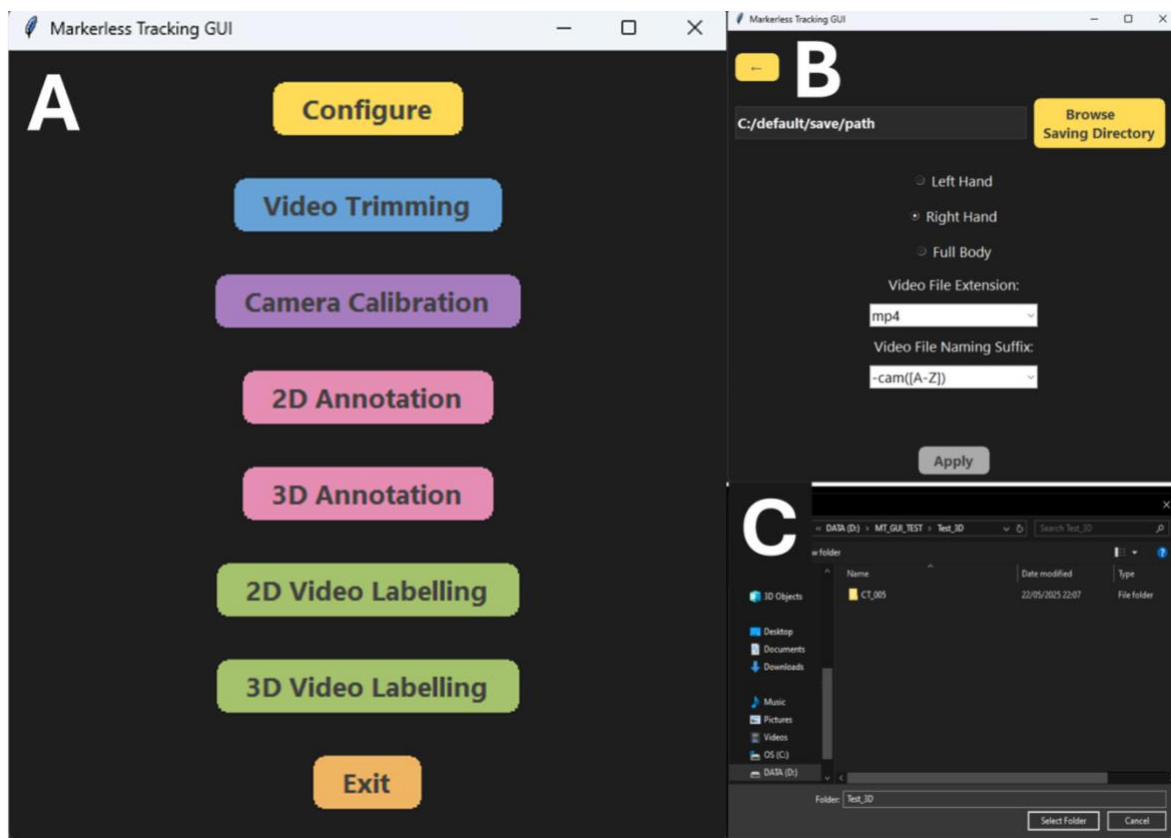 Markerless Tracking GUI
A
Configure
Video Trimming
Camera Calibration
2D Annotation
3D Annotation
2D Video Labelling
3D Video Labelling
Exit
Markerless Tracking GUI
←
B
C:/default/save/path
Browse
Saving Directory
Left Hand
Right Hand
Full Body
Video File Extension:
mp4
Video File Naming Suffix:
-cam([A-Z])
Apply
C
« DATA (D:) › MT_GUI_TEST › Test_3D
Search Test_3D
w folder
Name
Date modified
Type
CT_005
22/05/2025 22:07
File folder
3D Objects
Desktop
Documents
Downloads
Music
Pictures
Videos
OS (C:)
DATA (D:)
Folder: Test_3D
Select Folder
Cancel